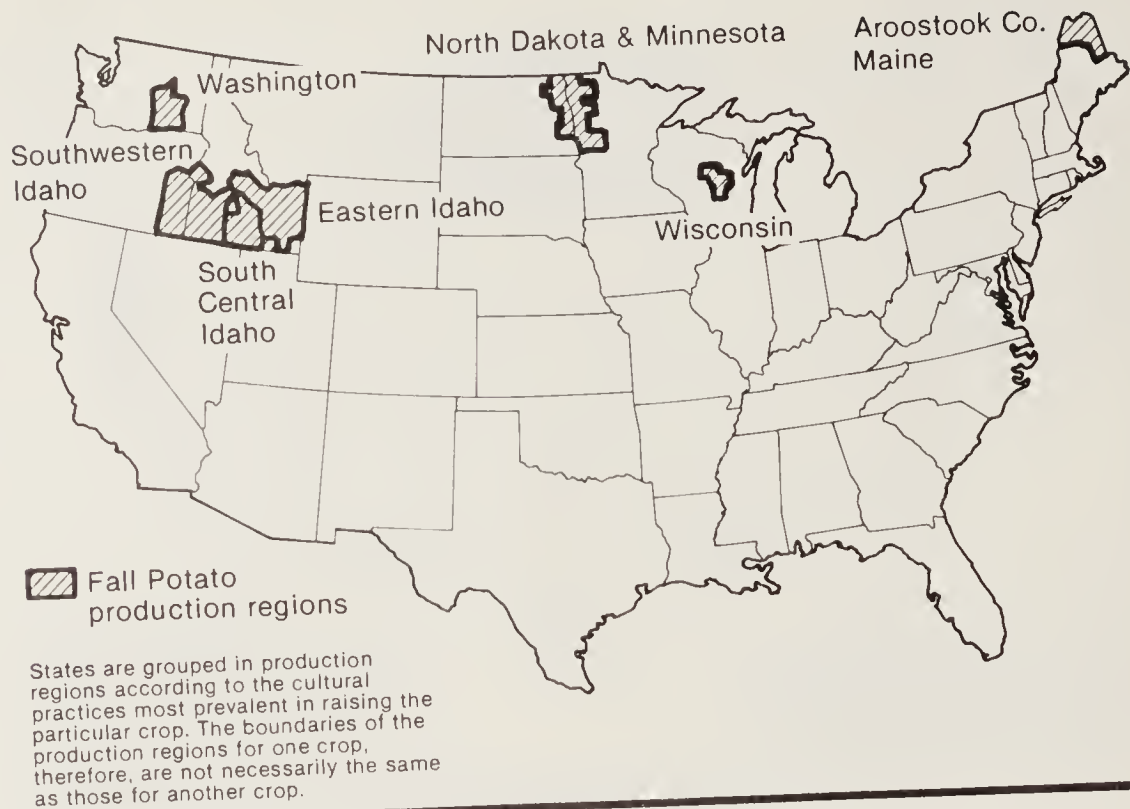 North Dakota & Minnesota
Aroostook Co.
Maine
Washington
Southwestern
Idaho
Eastern Idaho
Wisconsin
South
Central
Idaho
Fall Potato
production regions
States are grouped in production
regions according to the cultural
practices most prevalent in raising the
particular crop. The boundaries of the
production regions for one crop,
therefore, are not necessarily the same
as those for another crop.